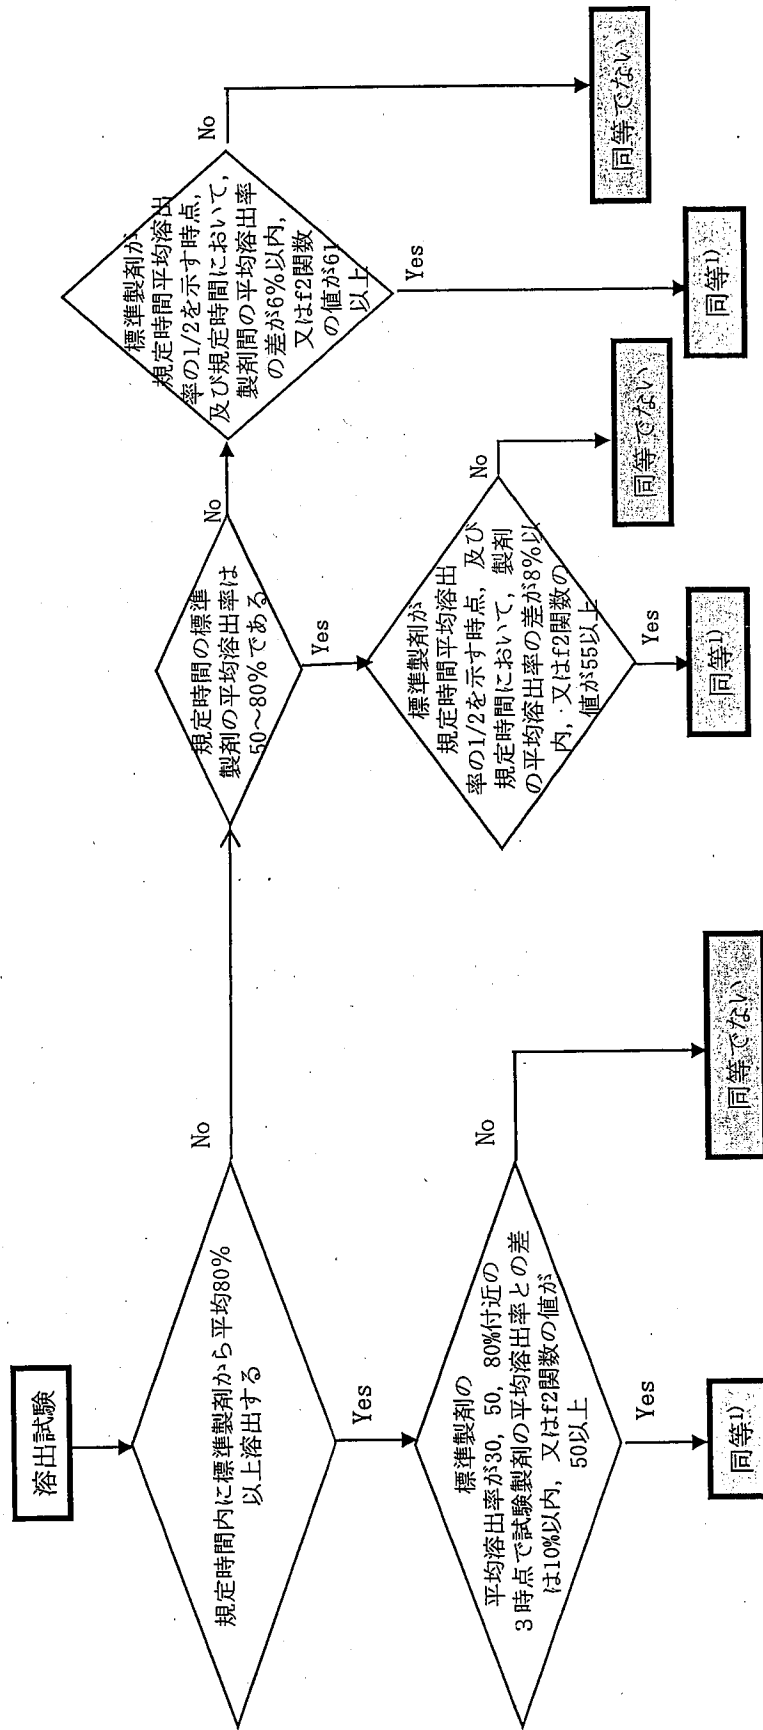 溶出試験
規定時間内に標準製剤から平均80%
以上溶出する
No
Yes
標準製剤の
平均溶出率が30, 50, 80%付近の
3時点で試験製剤の平均溶出率との差
は10%以内, 又はf2関数の値が
50以上
No
Yes
同等1)
同等でない
規定時間の標準
製剤の平均溶出率は
50～80%である
No
Yes
標準製剤が
規定時間平均溶出
率の1/2を示す時点, 及び
規定時間において, 製剤
の平均溶出率の差が8%以
内, 又はf2関数の
値が55以上
No
Yes
同等1)
同等でない
標準製剤が
規定時間平均溶出
率の1/2を示す時点,
及び規定時間において,
製剤間の平均溶出率
の差が6%以内,
又はf2関数
の値が61
以上
No
Yes
同等1)
同等でない